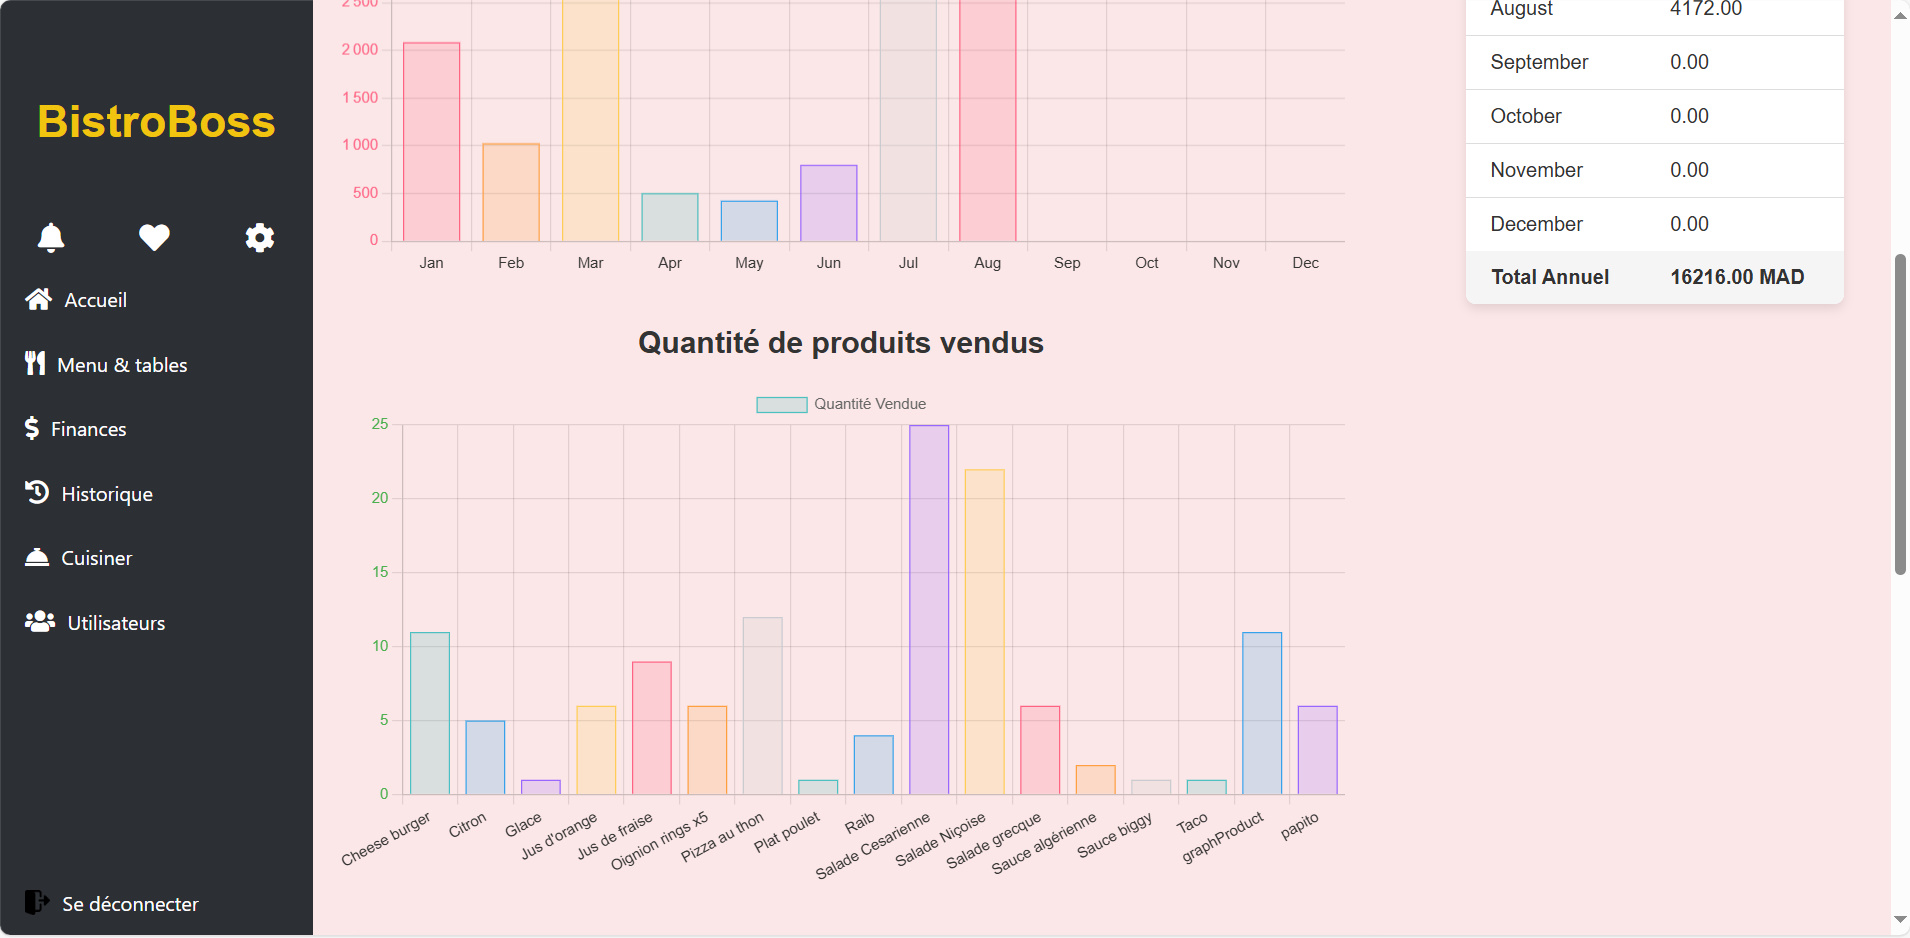 BistroBoss
Accueil
Menu & tables
Finances
Historique
Cuisiner
Utilisateurs
Se déconnecter
2 500
2 000
1 500
1 000
500
0
Jan Feb Mar Apr May Jun Jul Aug Sep Oct Nov Dec
August 4172.00
September 0.00
October 0.00
November 0.00
December 0.00
Total Annuel 16216.00 MAD
Quantité de produits vendus
Quantité Vendue
25
20
15
10
5
0
Cheese burger
Citron
Glace
Jus d'orange
Jus de fraise
Oignion rings x5
Pizza au thon
Plat poulet
Raib
Salade Cesarienne
Salade Niçoise
Salade grecque
Sauce algérienne
Sauce biggy
Taco
graphProduct
papito